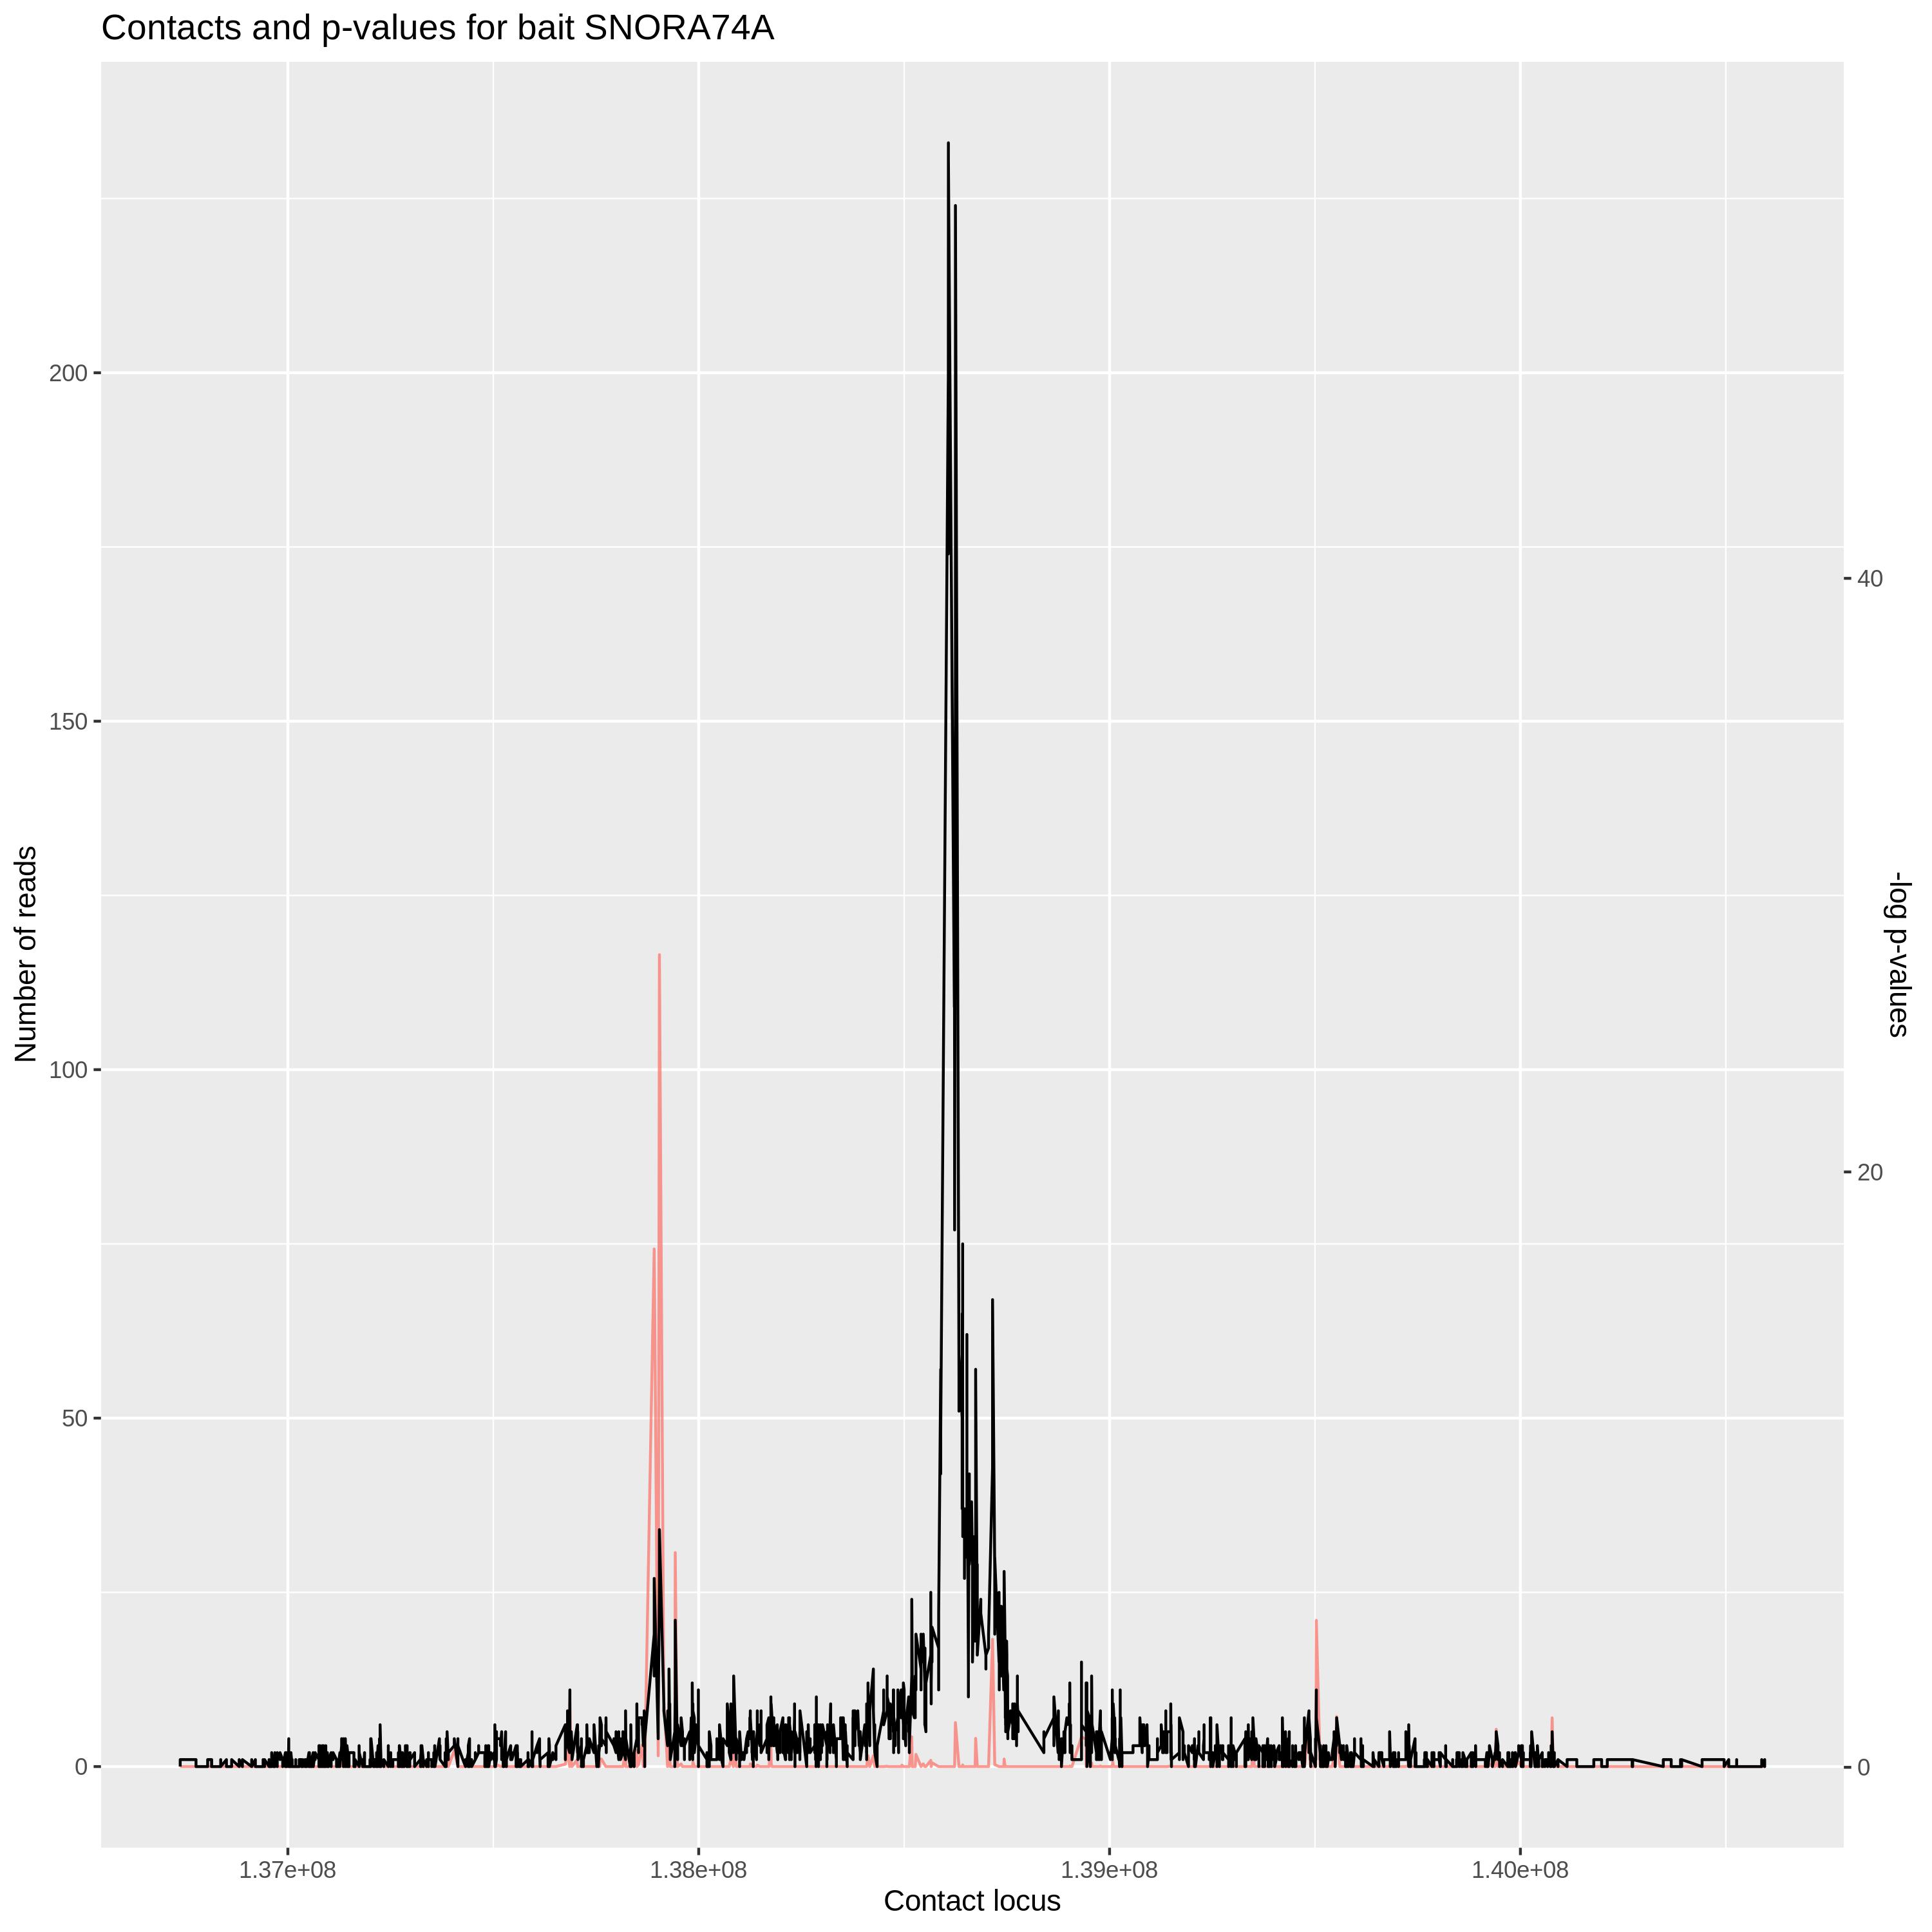 Contacts and p-values for bait SNORA74A
200
150
100
50
0
Number of reads
40
20
0
-log p-values
1.37e+08
1.38e+08
1.39e+08
1.40e+08
Contact locus